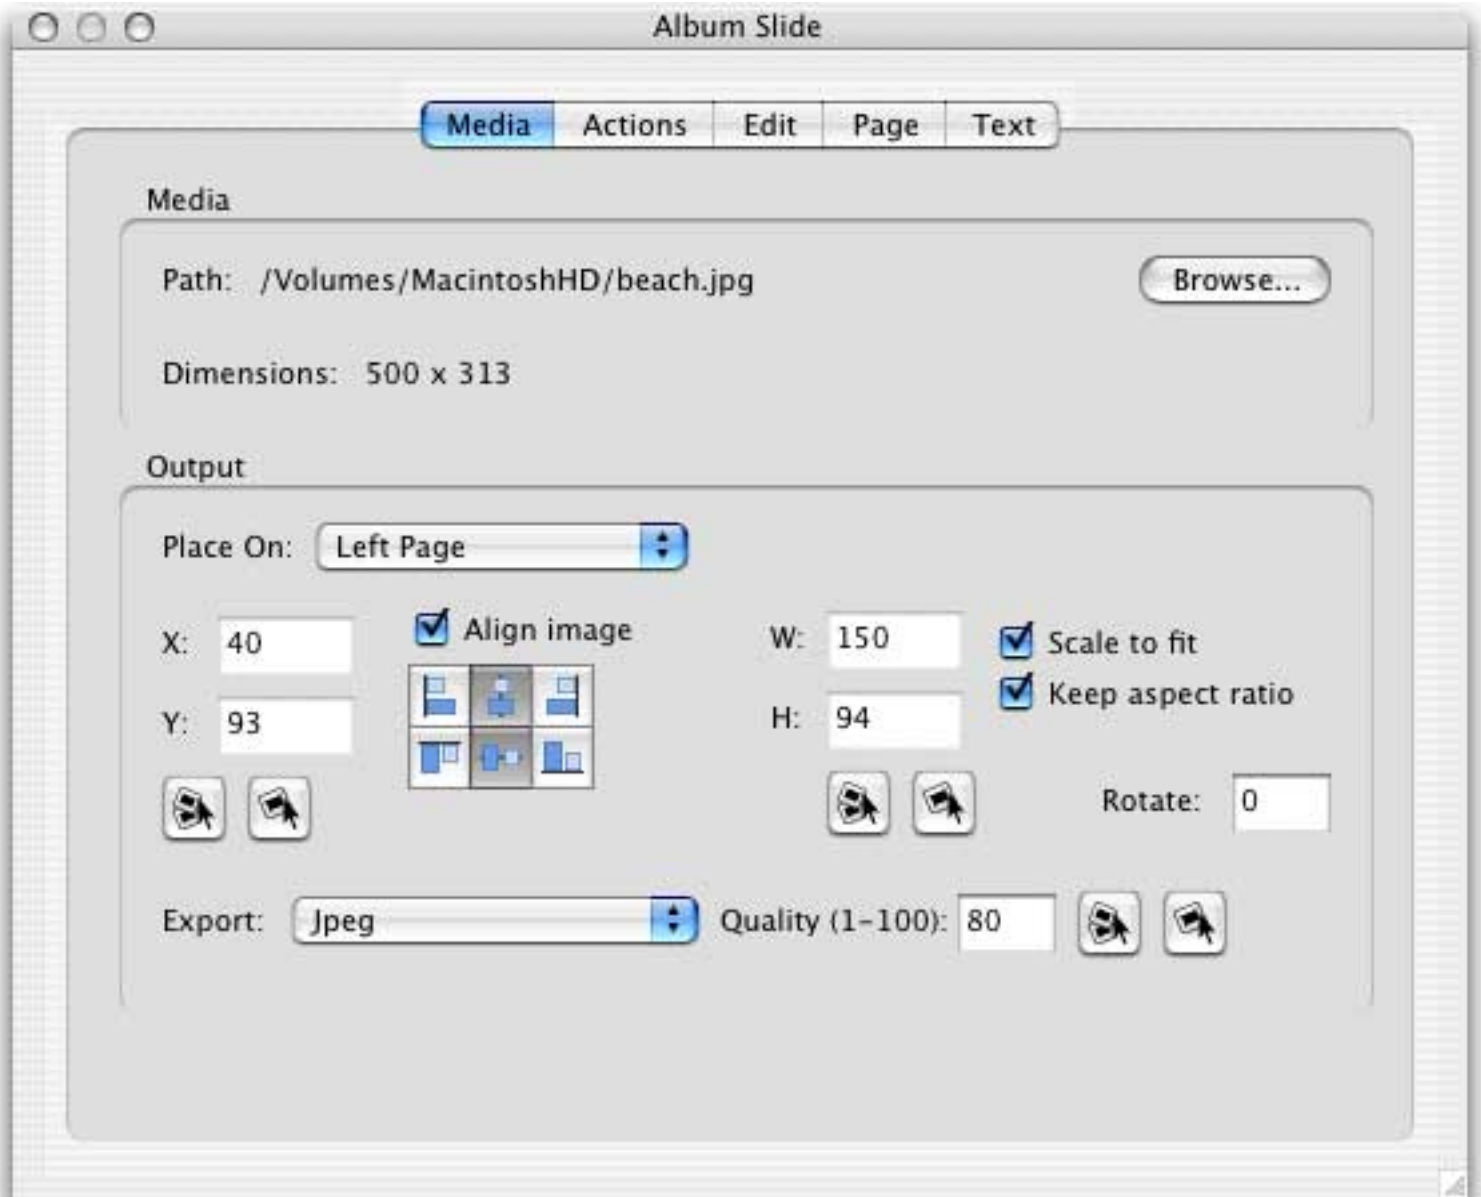 Album Slide
Media Actions Edit Page Text
Media
Path: /Volumes/MacintoshHD/beach.jpg Browse...
Dimensions: 500 x 313
Output
Place On: Left Page
X: 40 Align image W: 150 Scale to fit
Keep aspect ratio
Y: 93 H: 94
Rotate: 0
Export: Jpeg Quality (1-100): 80